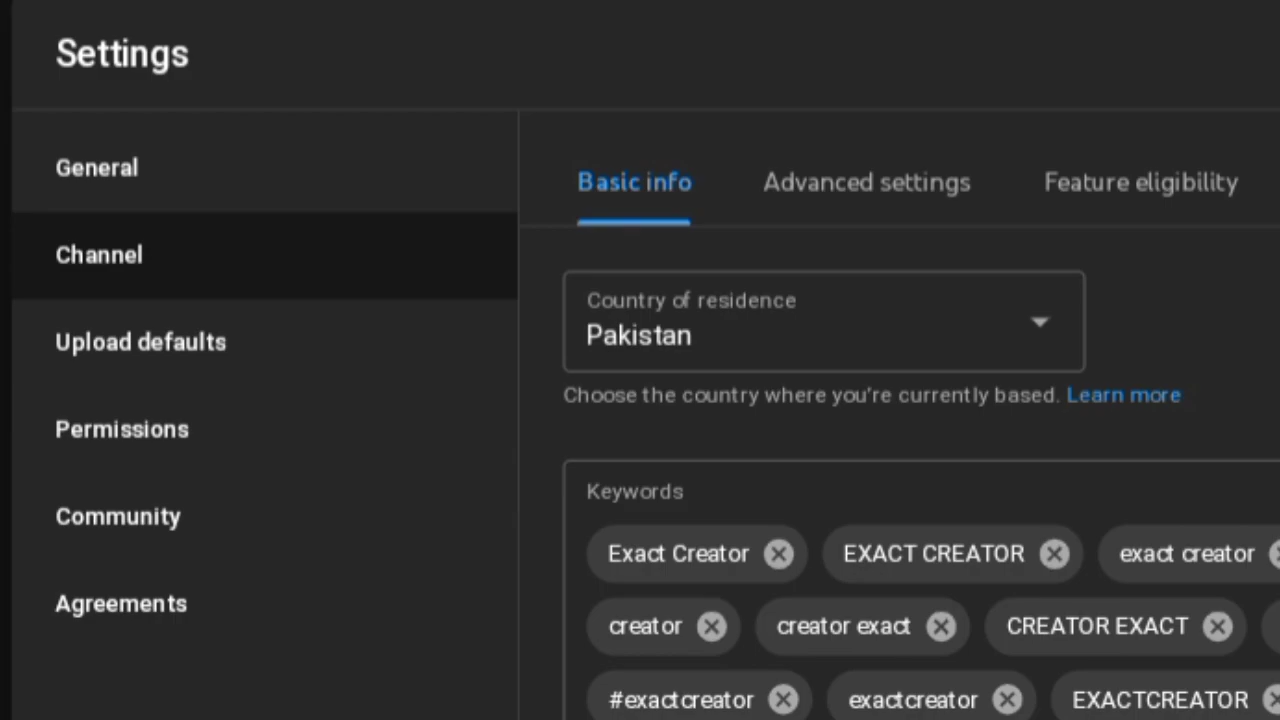 Settings
General
Channel
Upload defaults
Permissions
Community
Agreements
Basic info Advanced settings Feature eligibility
Country of residence
Pakistan
Choose the country where you're currently based. Learn more
Keywords
Exact Creator EXACT CREATOR exact creator
creator creator exact CREATOR EXACT
#exactcreator exactcreator EXACTCREATOR